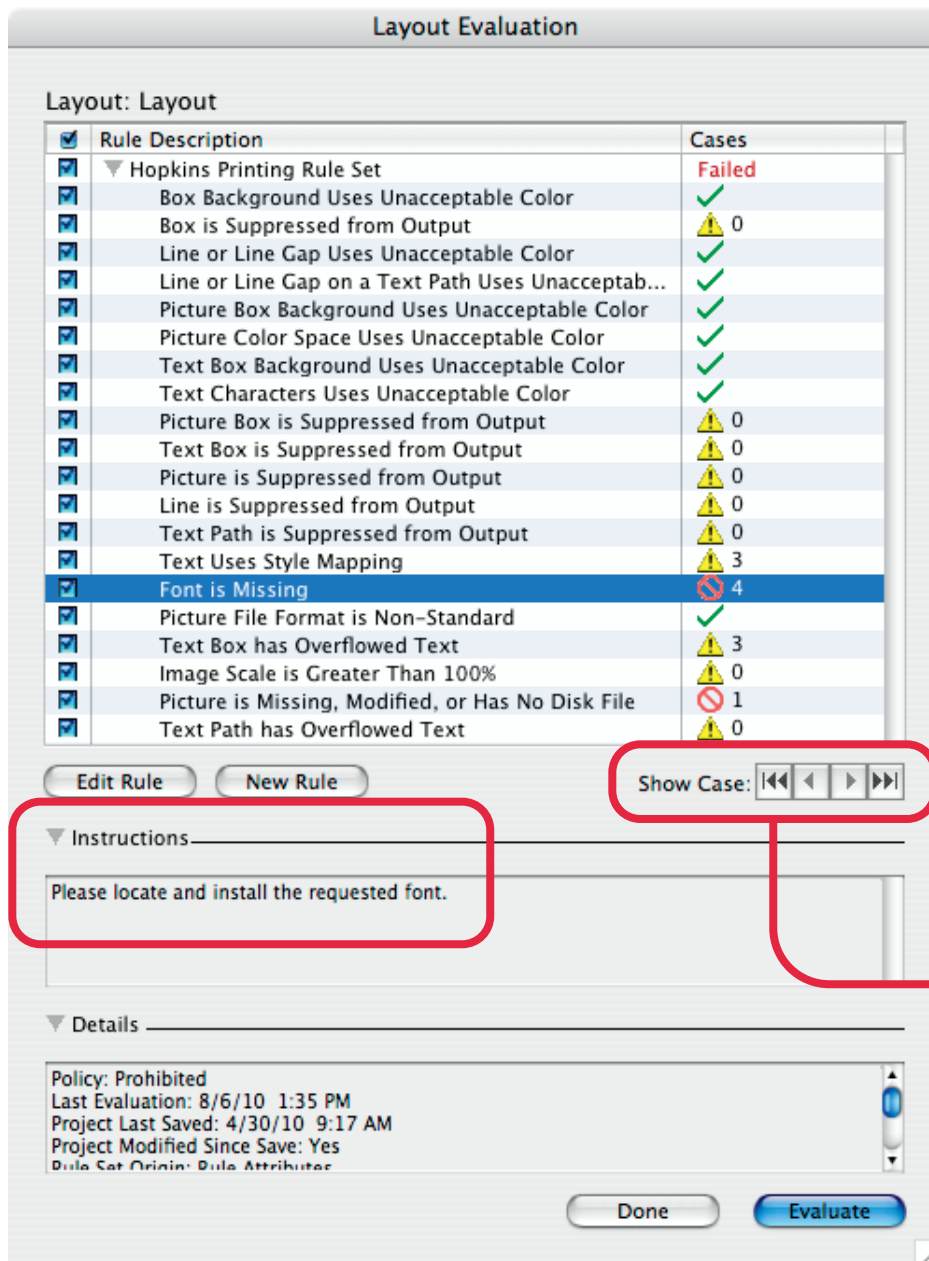 Layout Evaluation
Layout: Layout
Rule Description Cases
Hopkins Printing Rule Set Failed
Box Background Uses Unacceptable Color
Box is Suppressed from Output 0
Line or Line Gap Uses Unacceptable Color
Line or Line Gap on a Text Path Uses Unacceptab...
Picture Box Background Uses Unacceptable Color
Picture Color Space Uses Unacceptable Color
Text Box Background Uses Unacceptable Color
Text Characters Uses Unacceptable Color
Picture Box is Suppressed from Output 0
Text Box is Suppressed from Output 0
Picture is Suppressed from Output 0
Line is Suppressed from Output 0
Text Path is Suppressed from Output 0
Text Uses Style Mapping 3
Font is Missing 4
Picture File Format is Non-Standard
Text Box has Overflowed Text 3
Image Scale is Greater Than 100% 0
Picture is Missing, Modified, or Has No Disk File 1
Text Path has Overflowed Text 0
Edit Rule New Rule Show Case:
Instructions
Please locate and install the requested font.
Details
Policy: Prohibited
Last Evaluation: 8/6/10 1:35 PM
Project Last Saved: 4/30/10 9:17 AM
Project Modified Since Save: Yes
Rule Set Origin: Rule Attributes
Done Evaluate